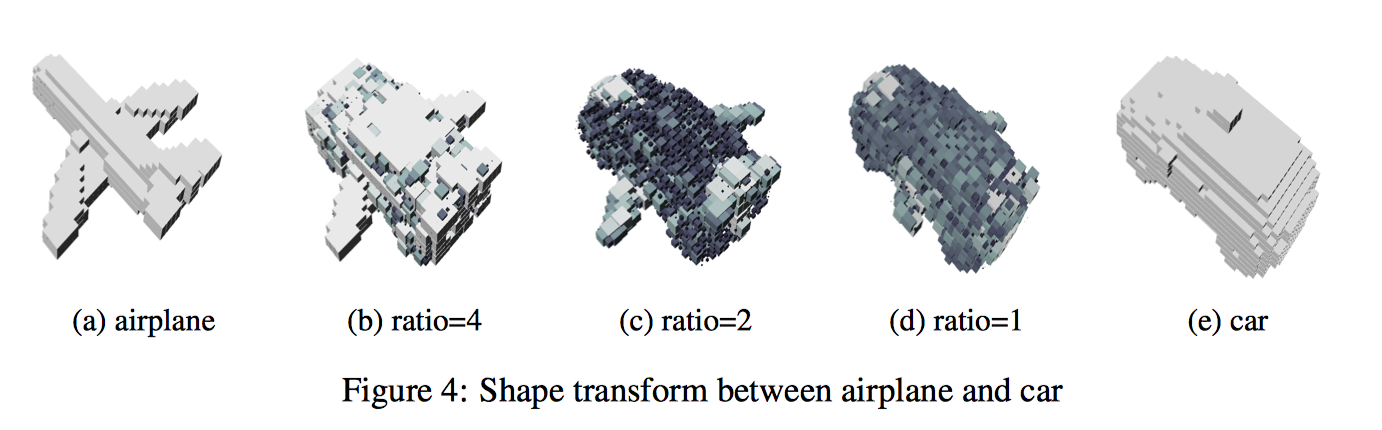 (a) airplane (b) ratio=4 (c) ratio=2 (d) ratio=1 (e) car
Figure 4: Shape transform between airplane and car